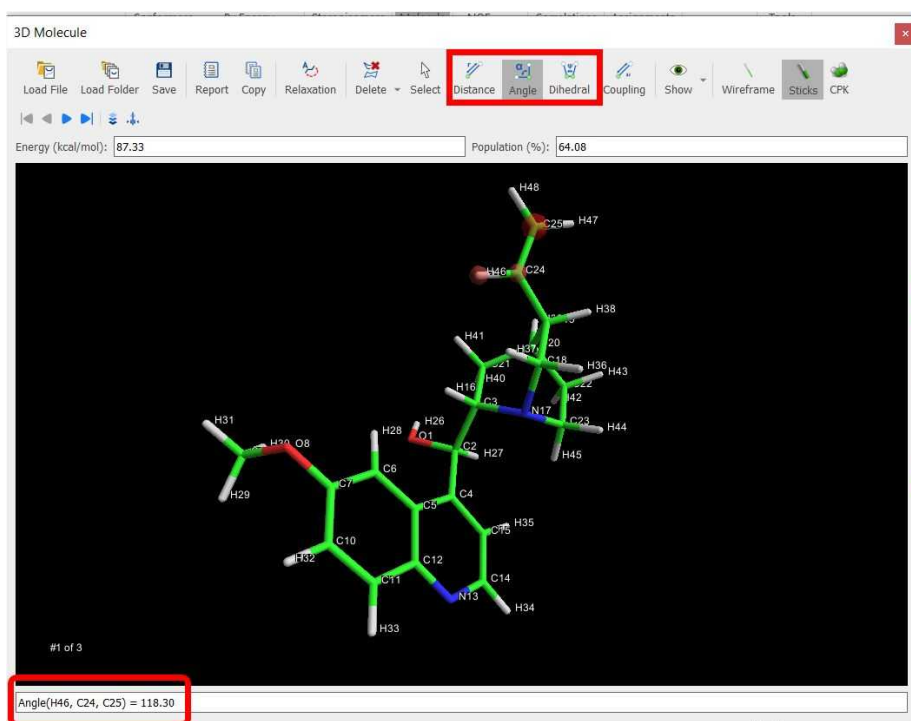 3D Molecule
Load File Load Folder Save Report Copy Relaxation Delete Select Distance Angle Dihedral Coupling Show Wireframe Sticks CPK
Energy (kcal/mol): 87.33 Population (%): 64.08
H48
C25 H47
H46 C24
H38
H41
H37 20
C18 H36
21
H40 H43
H16 C3 42
N17 C23 H44
H26
H31 O1
H28 C2
H30 O8 H27 H45
C6
C7 C4
H29 C5 H35
C15
C10 C12
H32 C14
C11 N13
H34
H33
#1 of 3
Angle(H46, C24, C25) = 118.30